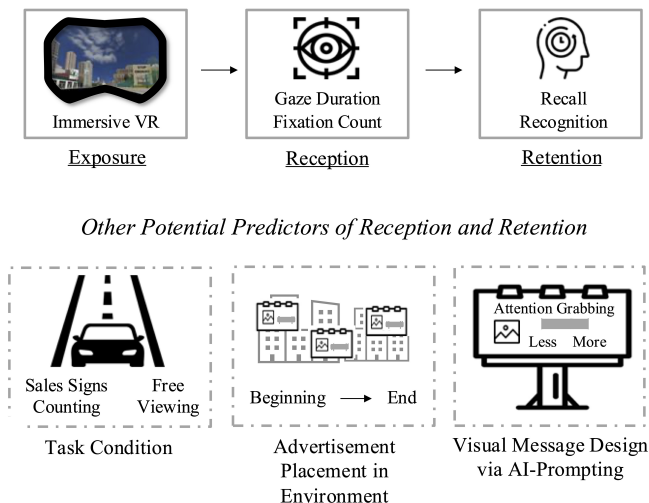 Immersive VR
Exposure
Gaze Duration
Fixation Count
Reception
Recall
Recognition
Retention
Other Potential Predictors of Reception and Retention
Sales Signs
Counting
Free
Viewing
Task Condition
Beginning
End
Advertisement
Placement in
Environment
Attention Grabbing
Less More
Visual Message Design
via AI-Prompting